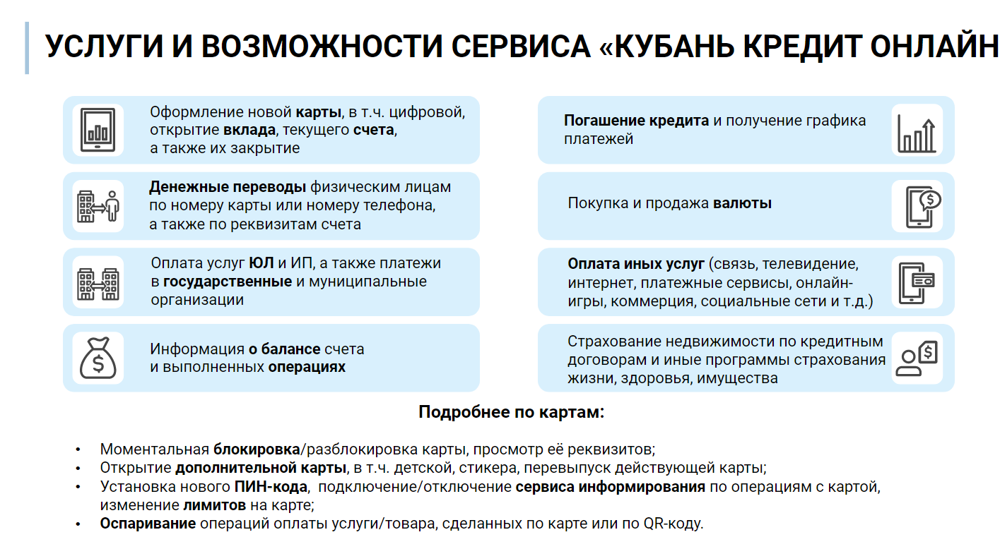 УСЛУГИ И ВОЗМОЖНОСТИ СЕРВИСА «КУБАНЬ КРЕДИТ ОНЛАЙН
Оформление новой карты, в т.ч. цифровой,
открытие вклада, текущего счета,
а также их закрытие
Денежные переводы физическим лицам
по номеру карты или номеру телефона,
а также по реквизитам счета
Оплата услуг ЮЛ и ИП, а также платежи
в государственные и муниципальные
организации
Информация о балансе счета
и выполненных операциях
Погашение кредита и получение графика
платежей
Покупка и продажа валюты
Оплата иных услуг (связь, телевидение,
интернет, платежные сервисы, онлайн-
игры, коммерция, социальные сети и т.д.)
Страхование недвижимости по кредитным
договорам и иные программы страхования
жизни, здоровья, имущества
Подробнее по картам:
• Моментальная блокировка/разблокировка карты, просмотр её реквизитов;
• Открытие дополнительной карты, в т.ч. детской, стикера, перевыпуск действующей карты;
• Установка нового ПИН-кода,  подключение/отключение сервиса информирования по операциям с картой,
изменение лимитов на карте;
• Оспаривание операций оплаты услуги/товара, сделанных по карте или по QR-коду.